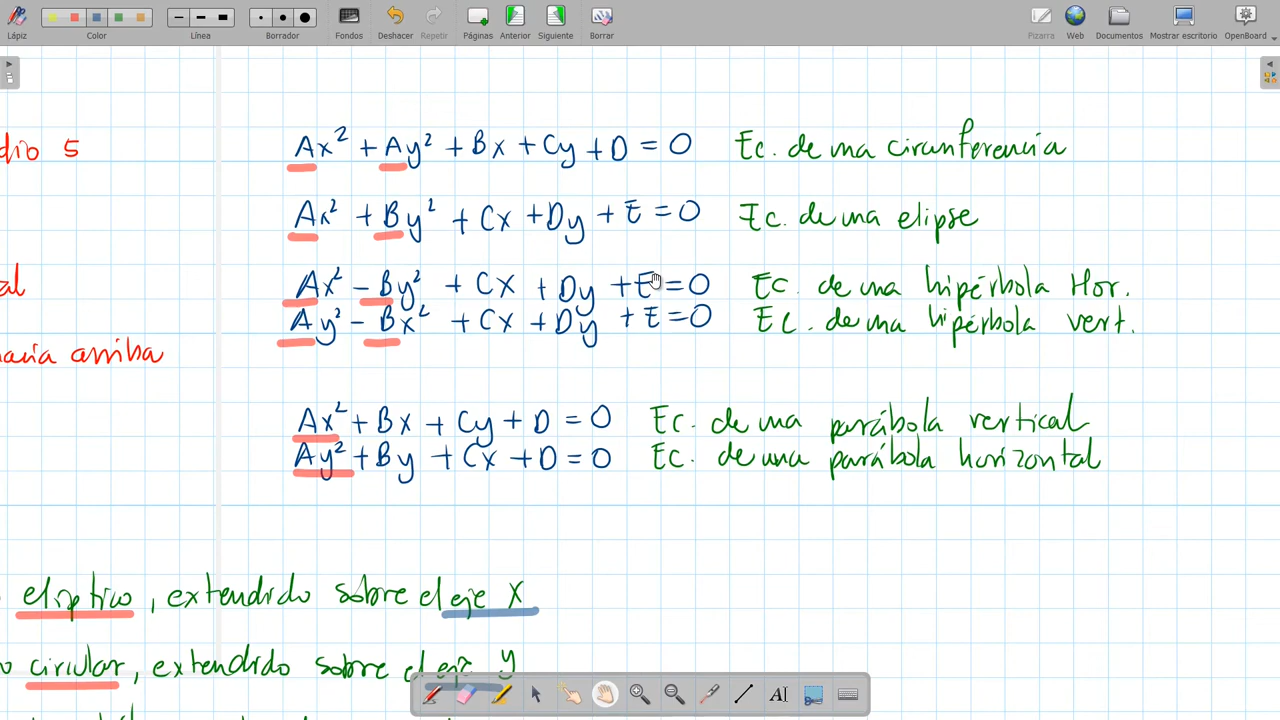 Lápiz Color Línea Borrador Fondos Deshacer Repetir Páginas Anterior Siguiente Borrar Pizarra Web Documentos Mostrar escritorio OpenBoard
dio 5
Ax² + Ay² + Bx + Cy + D = 0 Ec. de una circunferencia
Ax² + By² + Cx + Dy + E = 0 Ec. de una elipse
al
Ax² - By² + Cx + Dy + E = 0 Ec. de una hipérbola Hor.
Ay² - Bx² + Cx + Dy + E = 0 Ec. de una hipérbola vert.
arriba
Ax² + Bx + Cy + D = 0 Ec. de una parábola vertical
Ay² + By + Cx + D = 0 Ec. de una parábola horizontal
elíptico, extendido sobre el eje x
o circular, extendido sobre el eje y